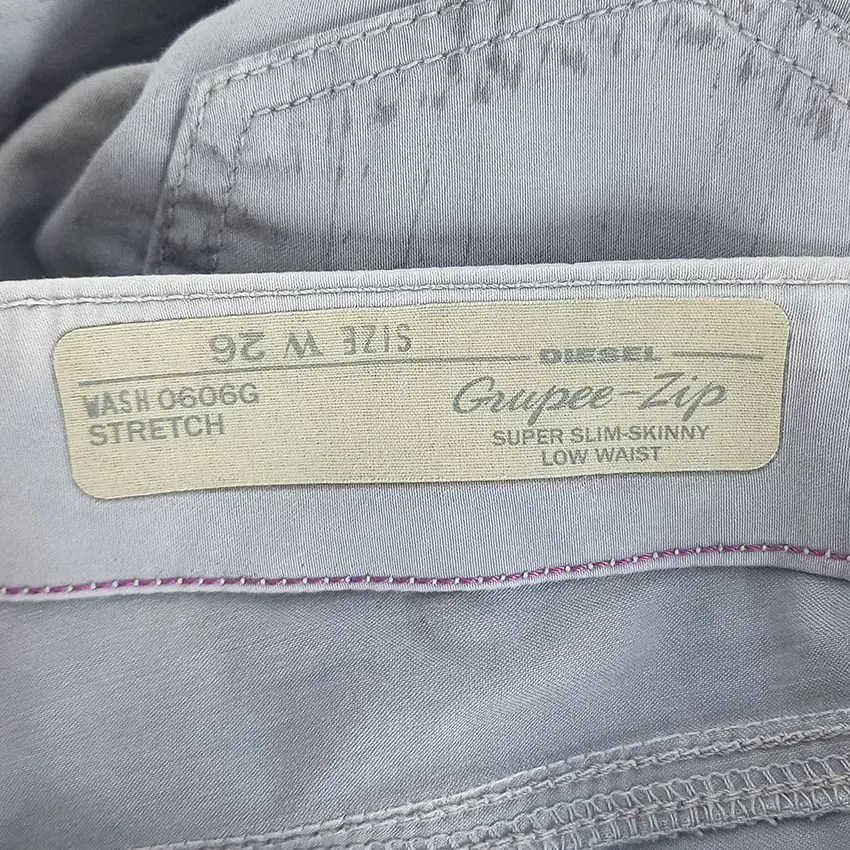 SIZE W 26
DIESEL
WASH 0606G
STRETCH
Grupee-Zip
SUPER SLIM-SKINNY
LOW WAIST